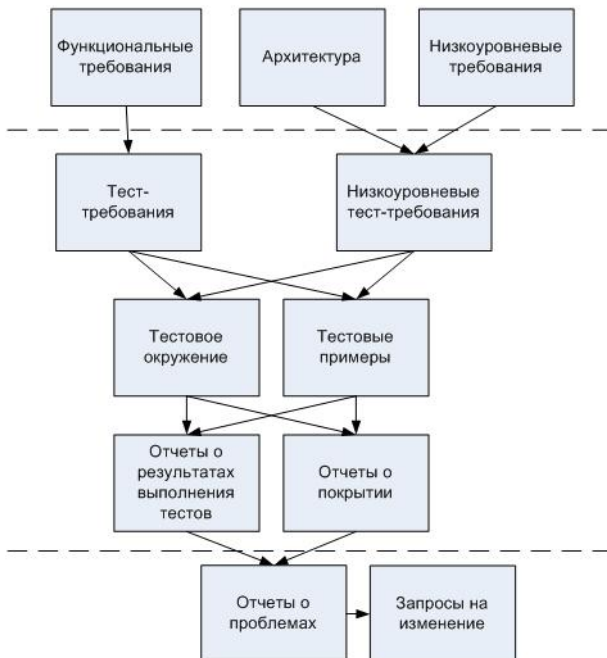 Функциональные
требования
Архитектура
Низкоуровневые
требования
Тест-
требования
Низкоуровневые
тест-требования
Тестовое
окружение
Тестовые
примеры
Отчеты о
результатах
выполнения
тестов
Отчеты о
покрытии
Отчеты о
проблемах
Запросы на
изменение